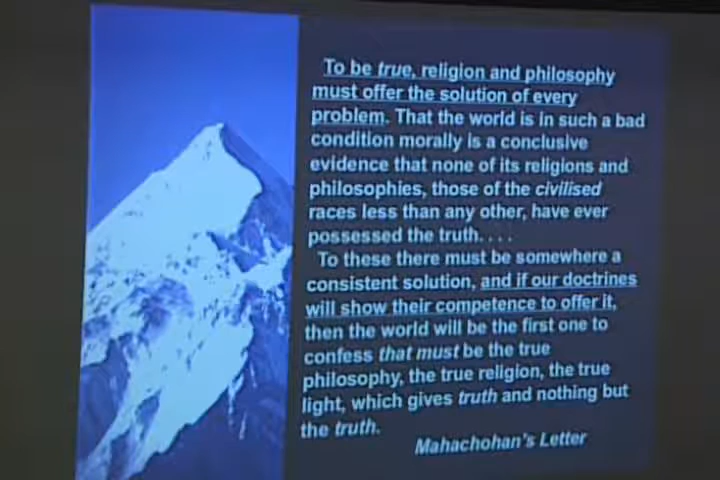 To be true, religion and philosophy
must offer the solution of every
problem. That the world is in such a bad
condition morally is a conclusive
evidence that none of its religions and
philosophies, those of the civilised
races less than any other, have ever
possessed the truth. . . .
To these there must be somewhere a
consistent solution, and if our doctrines
will show their competence to offer it,
then the world will be the first one to
confess that must be the true
philosophy, the true religion, the true
light, which gives truth and nothing but
the truth.
Mahachohan's Letter